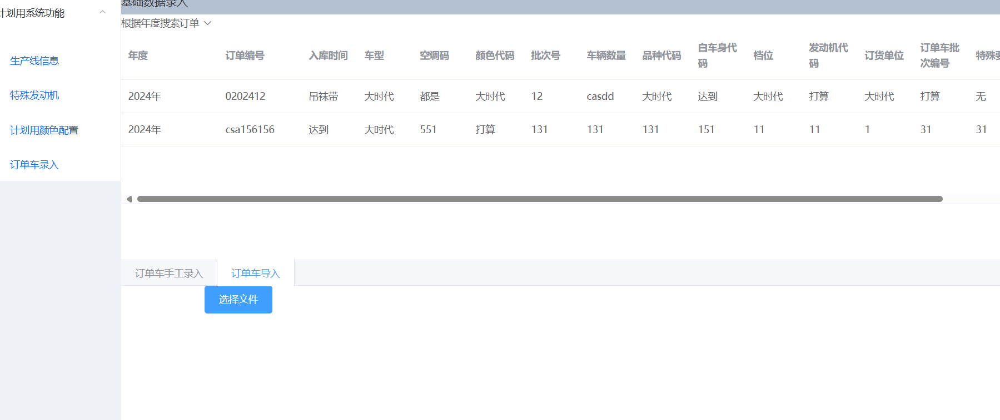 基础数据录入
计划用系统功能
根据年度搜索订单
生产线信息
特殊发动机
计划用颜色配置
订单车录入
年度 订单编号 入库时间 车型 空调码 颜色代码 批次号 车辆数量 品种代码 白车身代码 档位 发动机代码 订货单位 订单车批次编号 特殊要
2024年 0202412 吊袜带 大时代 都是 大时代 12 casdd 大时代 达到 大时代 打算 大时代 打算 无
2024年 csa156156 达到 大时代 551 打算 131 131 131 151 11 11 1 31 31
订单车手工录入 订单车导入
选择文件